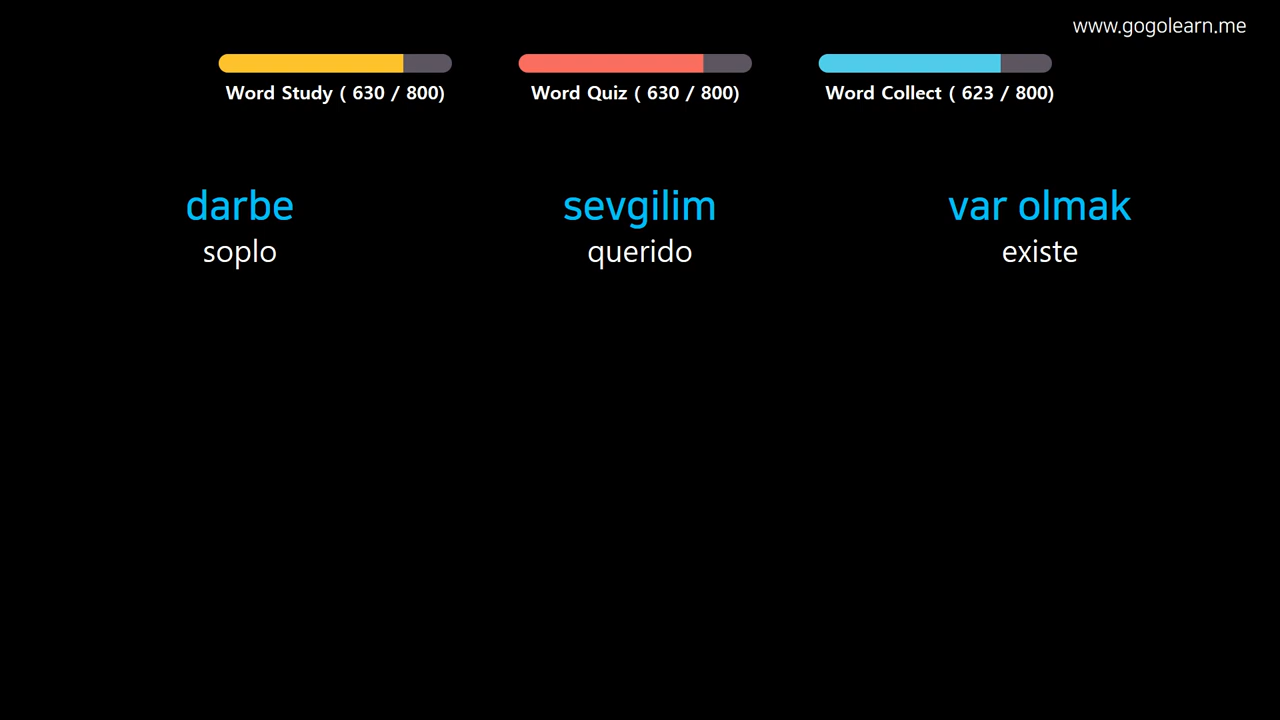 www.gogolearn.me
Word Study ( 630 / 800)
Word Quiz ( 630 / 800)
Word Collect ( 623 / 800)
darbe
soplo
sevgilim
querido
var olmak
existe